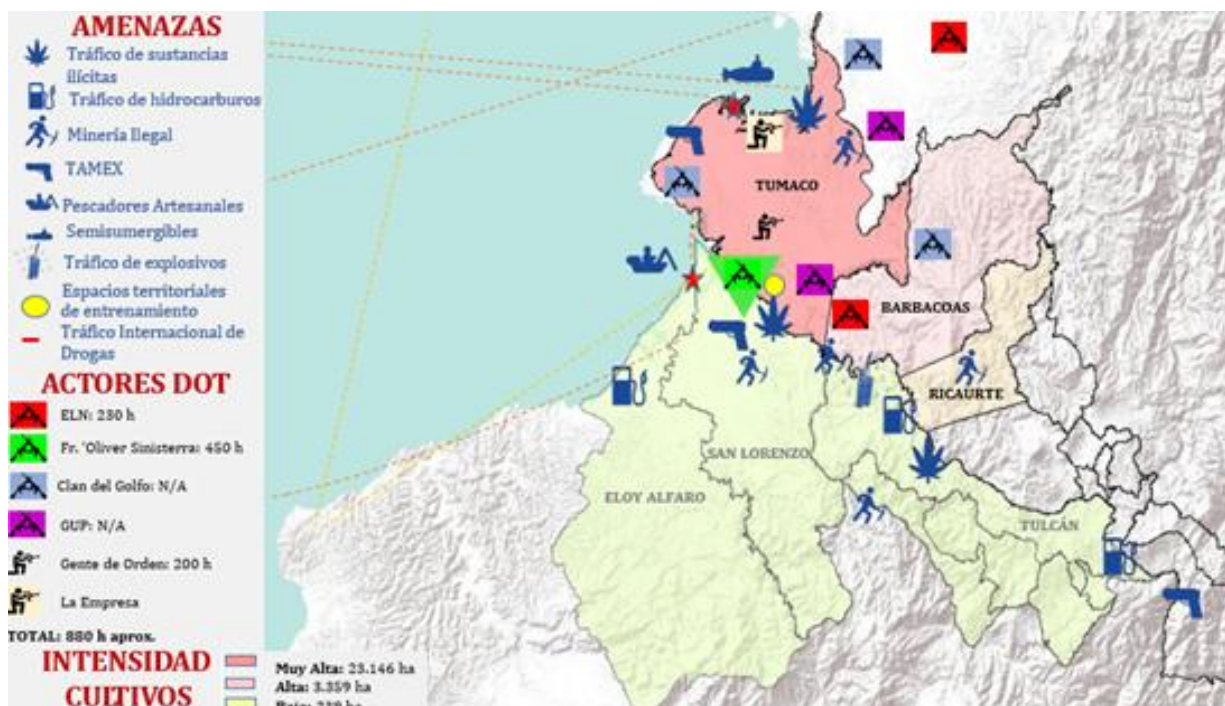 AMENAZAS
Tráfico de sustancias
ilícitas
Tráfico de hidrocarburos
Minería Ilegal
TAMEX
Pescadores Artesanales
Semisumergibles
Tráfico de explosivos
Espacios territoriales
de entrenamiento
Tráfico Internacional de
Drogas
ACTORES DOT
ELN: 230 h
Fr. 'Oliver Sinisterra: 450 h
Clan del Golfo: N/A
GUP: N/A
Gente de Orden: 200 h
La Empresa
TOTAL: 880 h aprox.
INTENSIDAD
CULTIVOS
Muy Alta: 23.146 ha
Alta: 3.359 ha
TUMACO
BARBACOAS
RICAURTE
SAN LORENZO
ELOY ALFARO
TULCÁN